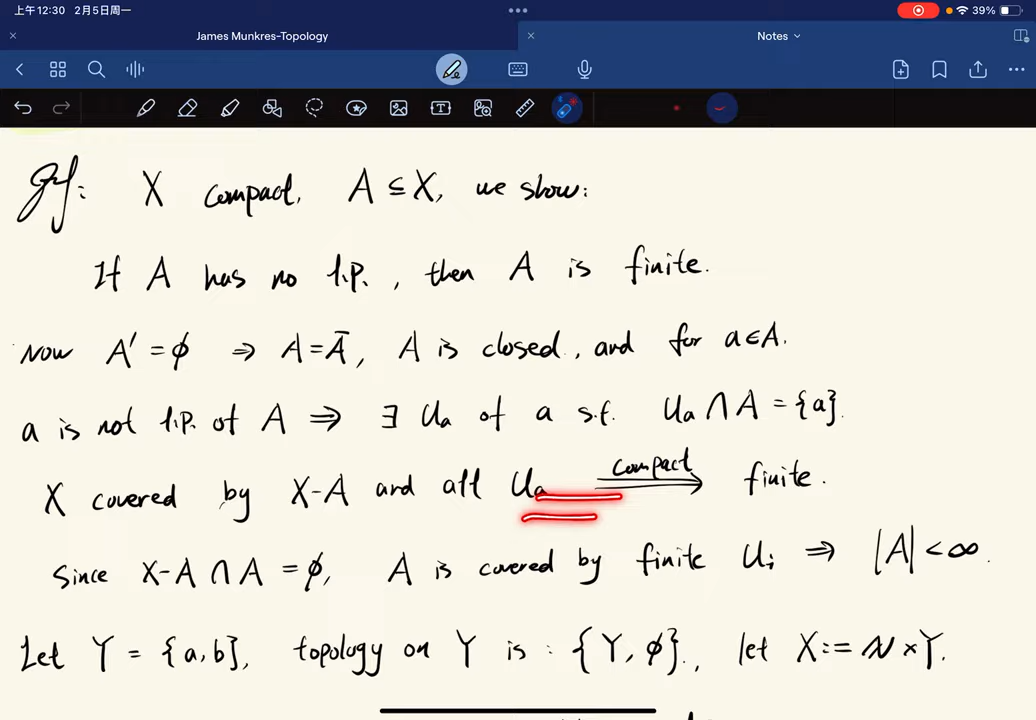 上午12:30 2月5日周一
39%
James Munkres-Topology
Notes
pf: X compact, A ⊆ X, we show:
If A has no l.p., then A is finite.
Now A' = ϕ ⇒ A = Ā, A is closed, and for a ∈ A.
a is not l.p. of A ⇒ ∃ Ua of a s.t. Ua ∩ A = {a}.
X covered by X-A and all Ua compact ⟹ finite.
Since X-A ∩ A = ϕ, A is covered by finite Ui ⇒ |A| < ∞.
Let Y = {a, b}, topology on Y is : {Y, ϕ}., let X := ℕ × Y.